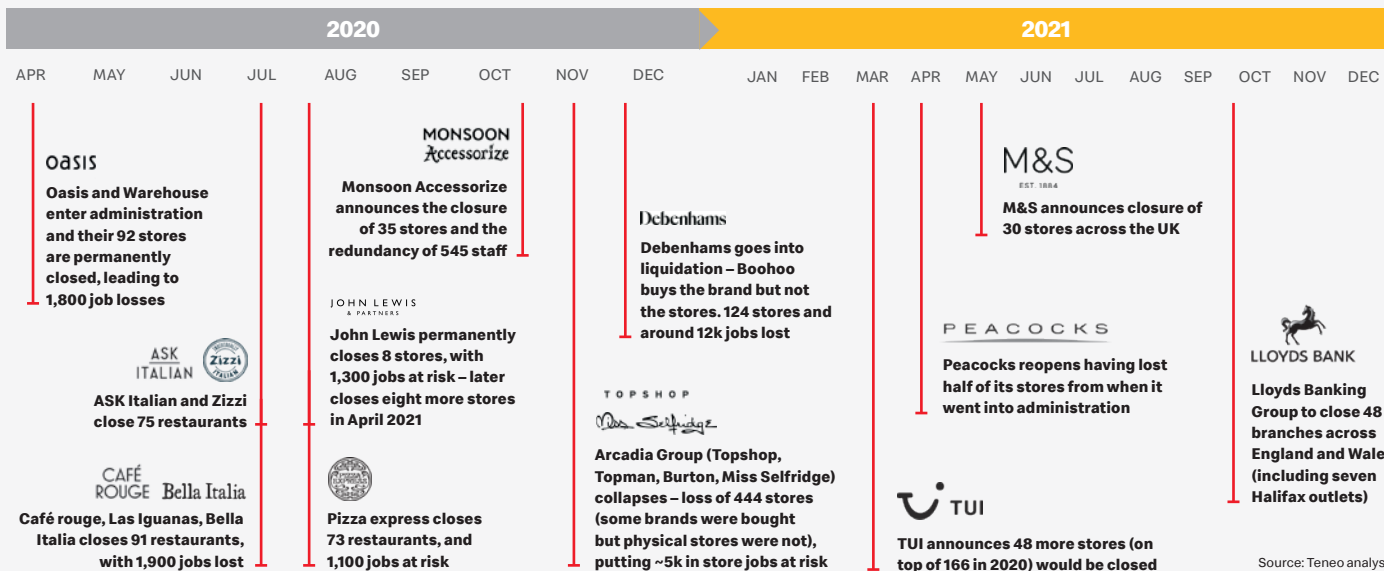 2020
2021
APR MAY JUN JUL AUG SEP OCT NOV DEC JAN FEB MAR APR MAY JUN JUL AUG SEP OCT NOV DEC
oasis
Oasis and Warehouse
enter administration
and their 92 stores
are permanently
closed, leading to
1,800 job losses
ASK
ITALIAN
Zizzi
ITALIAN
ASK Italian and Zizzi
close 75 restaurants
CAFÉ
ROUGE
Bella Italia
Café rouge, Las Iguanas, Bella
Italia closes 91 restaurants,
with 1,900 jobs lost
MONSOON
Accessorize
Monsoon Accessorize
announces the closure
of 35 stores and the
redundancy of 545 staff
JOHN LEWIS
& PARTNERS
John Lewis permanently
closes 8 stores, with
1,300 jobs at risk – later
closes eight more stores
in April 2021
PIZZA
EXPRESS
Pizza express closes
73 restaurants, and
1,100 jobs at risk
Debenhams
Debenhams goes into
liquidation – Boohoo
buys the brand but not
the stores. 124 stores and
around 12k jobs lost
TOPSHOP
Miss Selfridge
Arcadia Group (Topshop,
Topman, Burton, Miss Selfridge)
collapses – loss of 444 stores
(some brands were bought
but physical stores were not),
putting ~5k in store jobs at risk
M&S
EST. 1884
M&S announces closure of
30 stores across the UK
PEACOCKS
Peacocks reopens having lost
half of its stores from when it
went into administration
TUI
TUI announces 48 more stores (on
top of 166 in 2020) would be closed
LLOYDS BANK
Lloyds Banking
Group to close 48
branches across
England and Wale
(including seven
Halifax outlets)
Source: Teneo analys